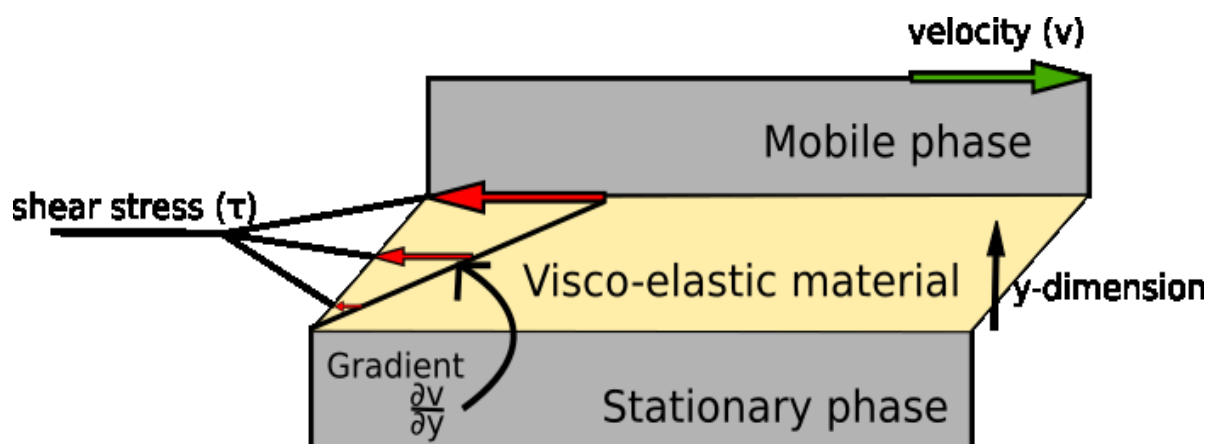 velocity (v)
Mobile phase
shear stress (τ)
Visco-elastic material
y-dimension
Gradient
∂v
∂y
Stationary phase